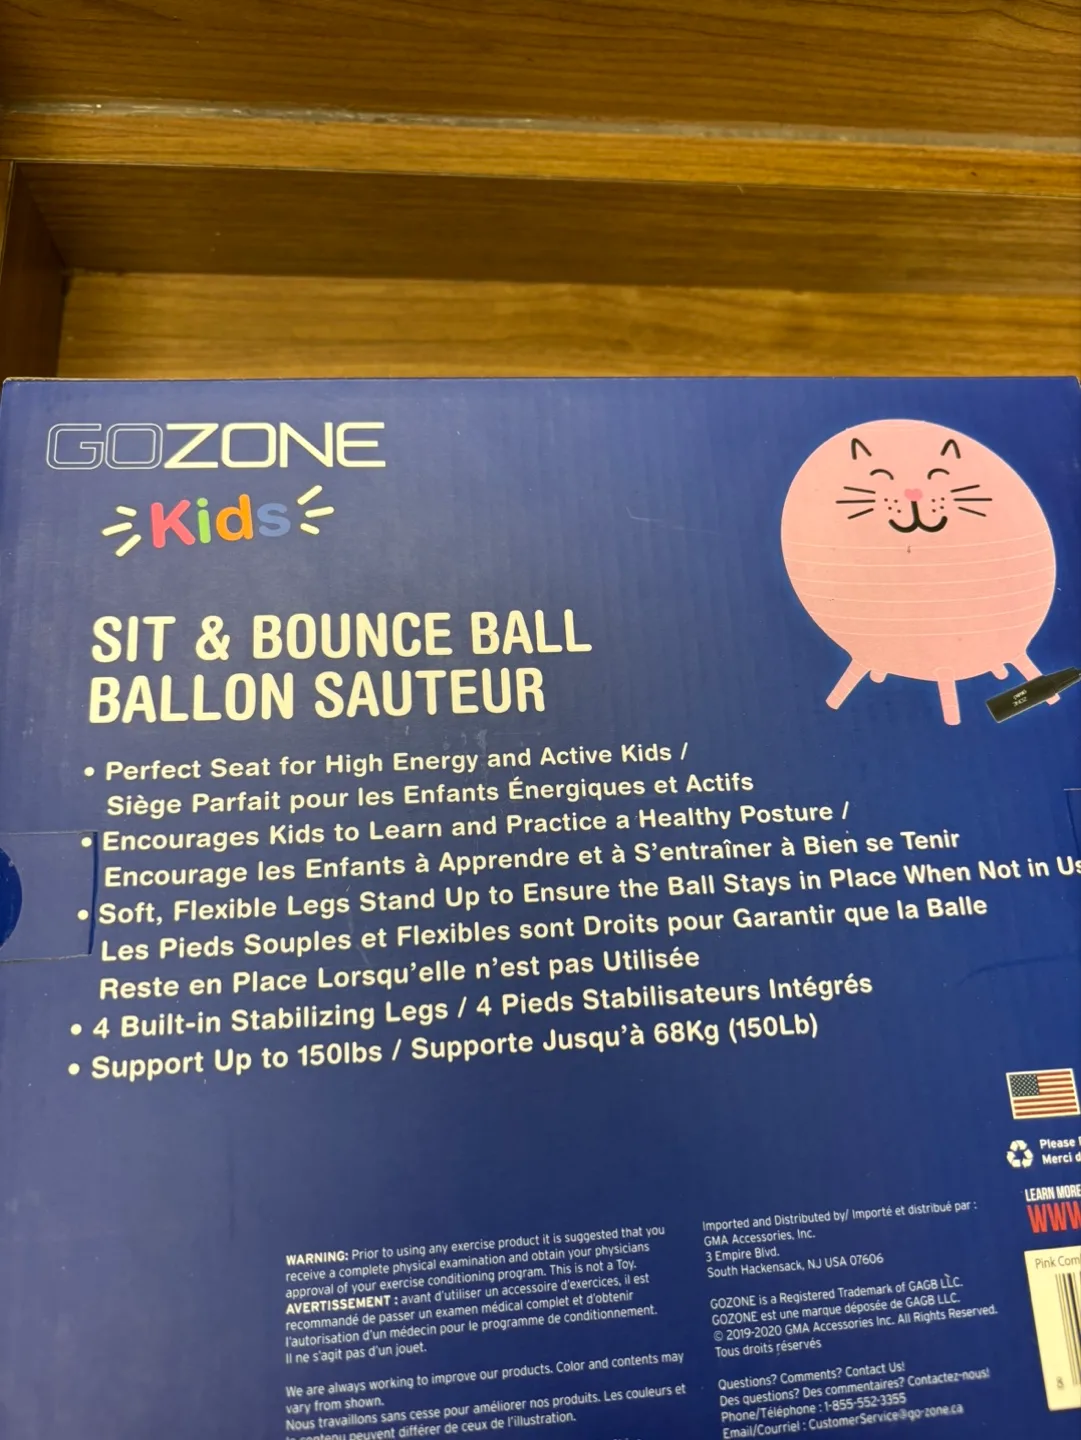 GOZONE
Kids
SIT & BOUNCE BALL
BALLON SAUTEUR
• Perfect Seat for High Energy and Active Kids /
Siège Parfait pour les Enfants Énergiques et Actifs
• Encourages Kids to Learn and Practice a Healthy Posture /
Encourage les Enfants à Apprendre et à S'entraîner à Bien se Tenir
• Soft, Flexible Legs Stand Up to Ensure the Ball Stays in Place When Not in Us
Les Pieds Souples et Flexibles sont Droits pour Garantir que la Balle
Reste en Place Lorsqu'elle n'est pas Utilisée
• 4 Built-in Stabilizing Legs / 4 Pieds Stabilisateurs Intégrés
• Support Up to 150lbs / Supporte Jusqu'à 68Kg (150Lb)
WARNING: Prior to using any exercise product it is suggested that you
receive a complete physical examination and obtain your physicians
approval of your exercise conditioning program. This is not a Toy.
AVERTISSEMENT : avant d'utiliser un accessoire d'exercices, il est
recommandé de passer un examen médical complet et d'obtenir
l'autorisation d'un médecin pour le programme de conditionnement.
Il ne s'agit pas d'un jouet.
We are always working to improve our products. Color and contents may
vary from shown.
Nous travaillons sans cesse pour améliorer nos produits. Les couleurs et
le contenu peuvent différer de ceux de l'illustration.
Imported and Distributed by/ Importé et distribué par :
GMA Accessories, Inc.
3 Empire Blvd.
South Hackensack, NJ USA 07606
GOZONE is a Registered Trademark of GAGB LLC.
GOZONE est une marque déposée de GAGB LLC.
© 2019-2020 GMA Accessories Inc. All Rights Reserved.
Tous droits réservés
Questions? Comments? Contact Us!
Des questions? Des commentaires? Contactez-nous!
Phone/Téléphone : 1-855-552-3355
Email/Courriel : CustomerService@go-zone.ca
Please
Merci d
LEARN MORE
WWW
Pink Com
8